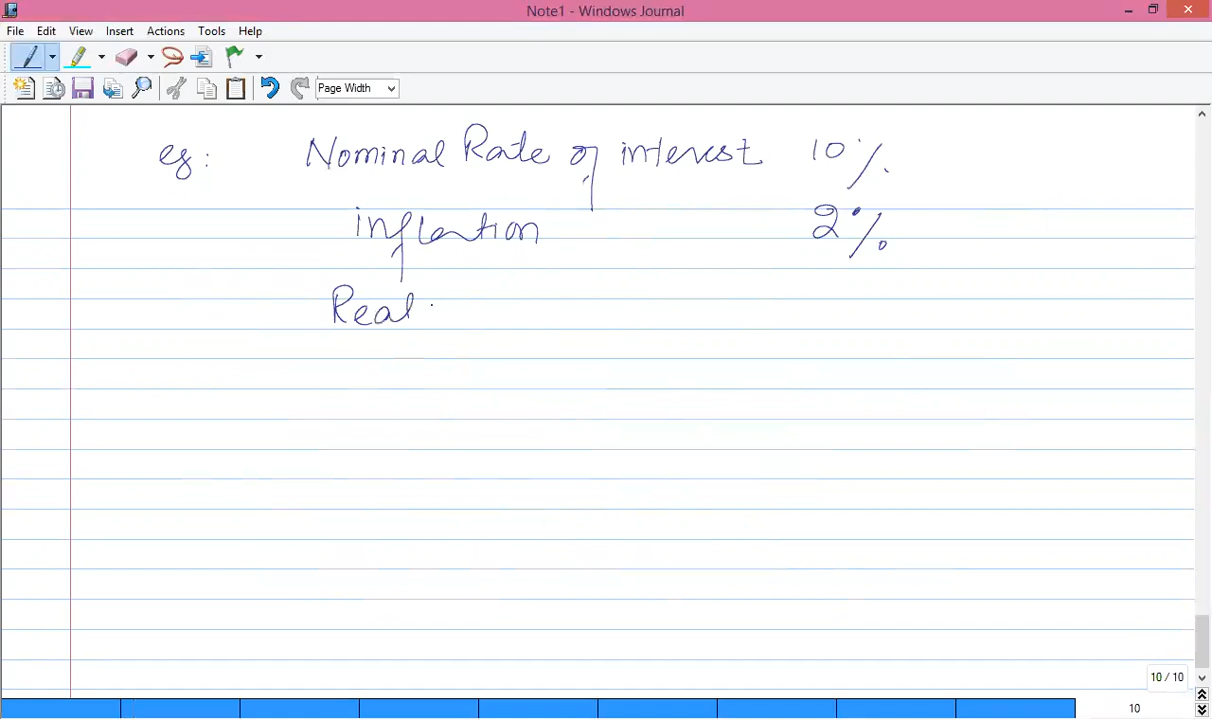 Note1 - Windows Journal
File Edit View Insert Actions Tools Help
Page Width
eg: Nominal Rate of interest 10%
inflation 2%
Real
10 / 10
10